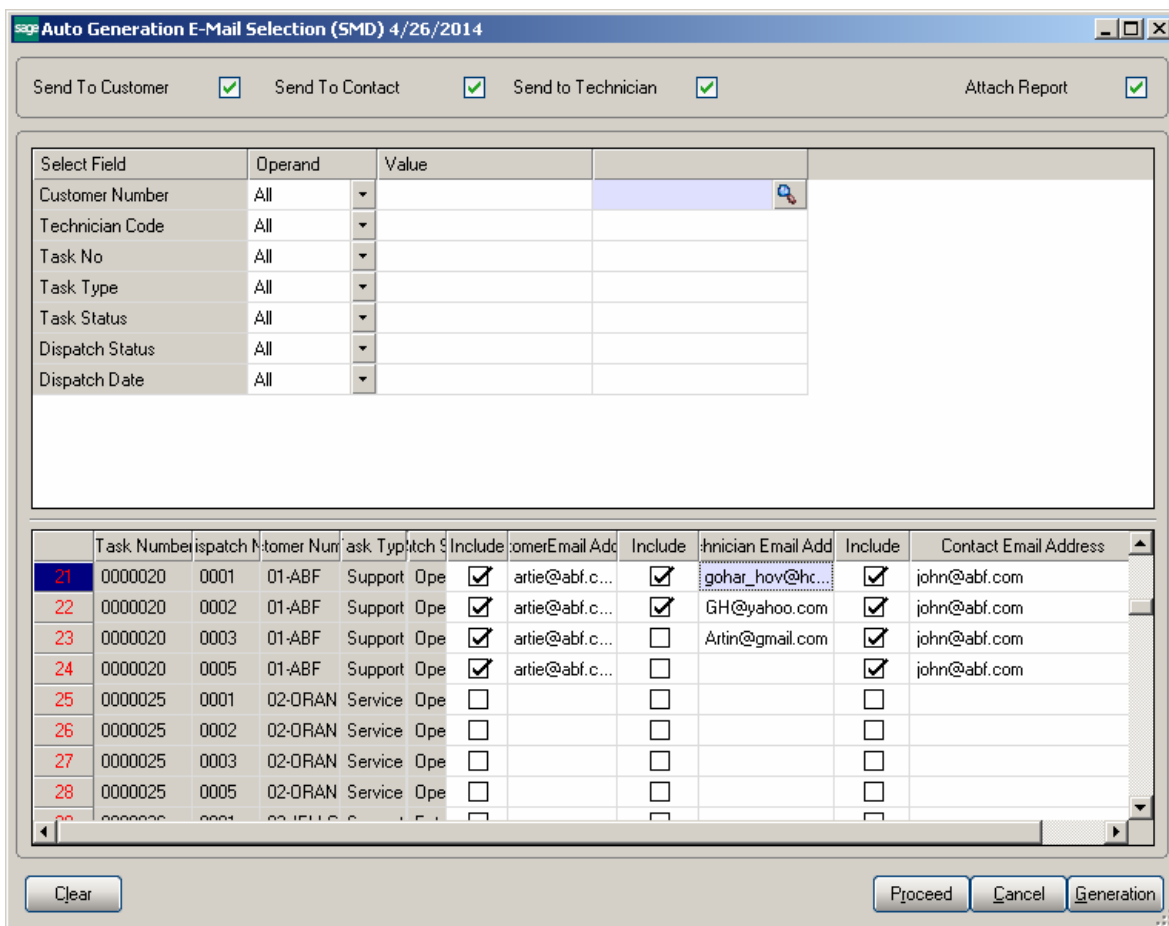 sage Auto Generation E-Mail Selection (SMD) 4/26/2014
Send To Customer Send To Contact Send to Technician Attach Report
Select Field Operand Value
Customer Number All
Technician Code All
Task No All
Task Type All
Task Status All
Dispatch Status All
Dispatch Date All
Task Number ispatch N tomer Num ask Typ tch S Include omerEmail Add Include hnician Email Add Include Contact Email Address
21 0000020 0001 01-ABF Support Ope artie@abf.c... gohar_hov@hc... john@abf.com
22 0000020 0002 01-ABF Support Ope artie@abf.c... GH@yahoo.com john@abf.com
23 0000020 0003 01-ABF Support Ope artie@abf.c... Artin@gmail.com john@abf.com
24 0000020 0005 01-ABF Support Ope artie@abf.c... john@abf.com
25 0000025 0001 02-ORAN Service Ope
26 0000025 0002 02-ORAN Service Ope
27 0000025 0003 02-ORAN Service Ope
28 0000025 0005 02-ORAN Service Ope
Clear Proceed Cancel Generation